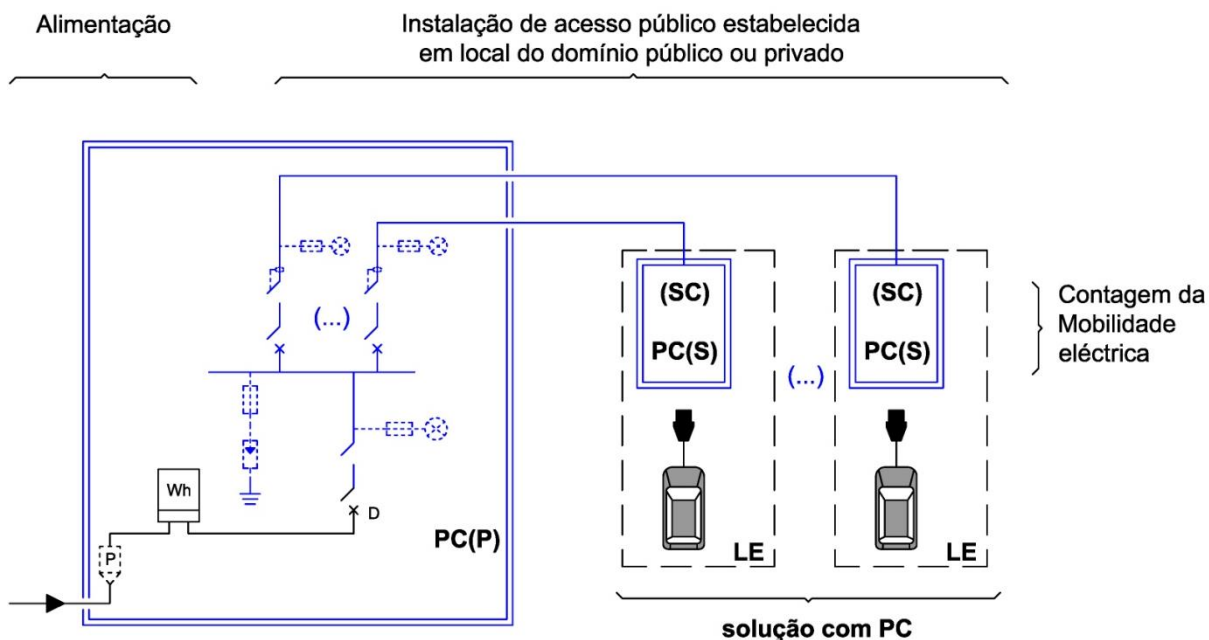 Alimentação
Instalação de acesso público estabelecida
em local do domínio público ou privado
(...)
(SC)
PC(S)
(...)
(SC)
PC(S)
Contagem da
Mobilidade
eléctrica
Wh
D
P
PC(P)
LE
LE
solução com PC